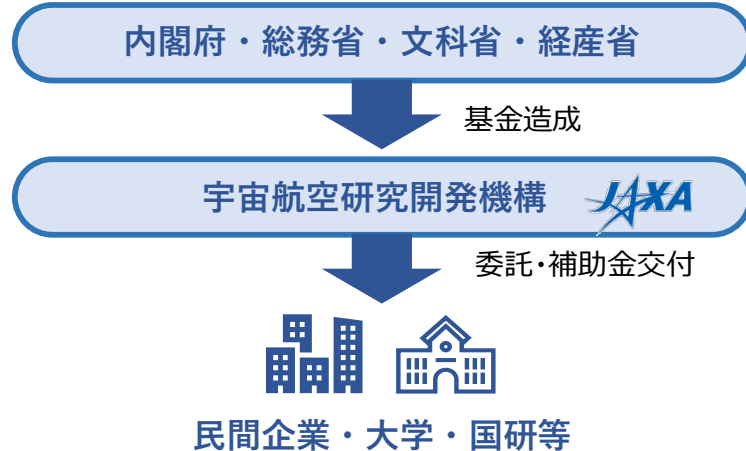 内閣府・総務省・文科省・経産省
基金造成
宇宙航空研究開発機構 JAXA
委託・補助金交付
民間企業・大学・国研等